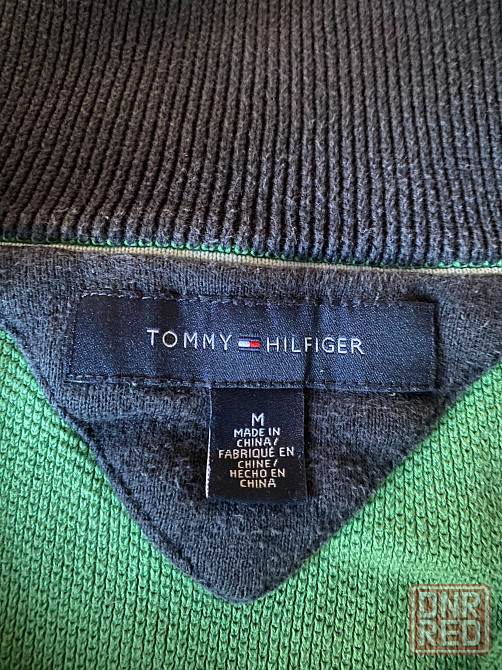 TOMMY HILFIGER
M
MADE IN
CHINA/
FABRIQUÉ EN
CHINE/
HECHO EN
CHINA
DNR
RED